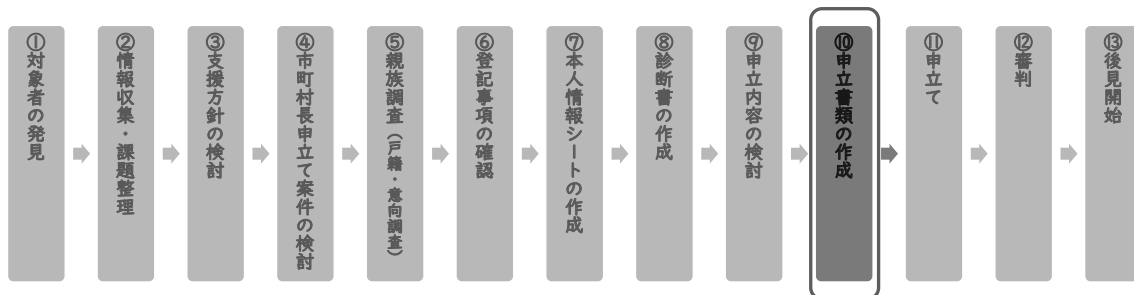 ①対象者の発見
②情報収集・課題整理
③支援方針の検討
④市町村長申立て案件の検討
⑤親族調査（戸籍・意向調査）
⑥登記事項の確認
⑦本人情報シートの作成
⑧診断書の作成
⑨申立内容の検討
⑩申立書類の作成
⑪申立て
⑫審判
⑬後見開始